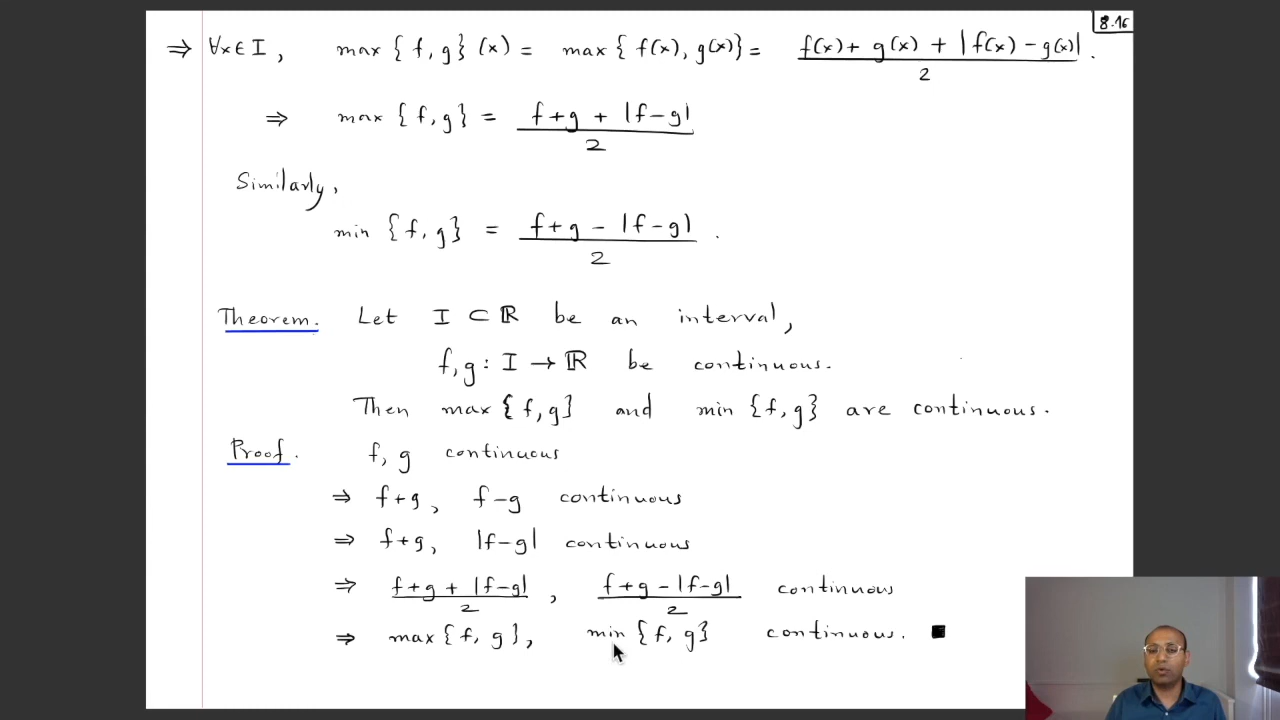 8.16
⇒ ∀x∈I, max {f, g} (x) = max {f(x), g(x)} = (f(x) + g(x) + |f(x) − g(x)|)/2 .
⇒ max {f, g} = (f+g + |f−g|)/2
Similarly,
min {f, g} = (f+g − |f−g|)/2 .
Theorem. Let I ⊂ ℝ be an interval,
f, g : I → ℝ be continuous.
Then max {f, g} and min {f, g} are continuous.
Proof. f, g continuous
⇒ f+g, f−g continuous
⇒ f+g, |f−g| continuous
⇒ (f+g + |f−g|)/2 , (f+g − |f−g|)/2 continuous
⇒ max {f, g}, min {f, g} continuous. ■